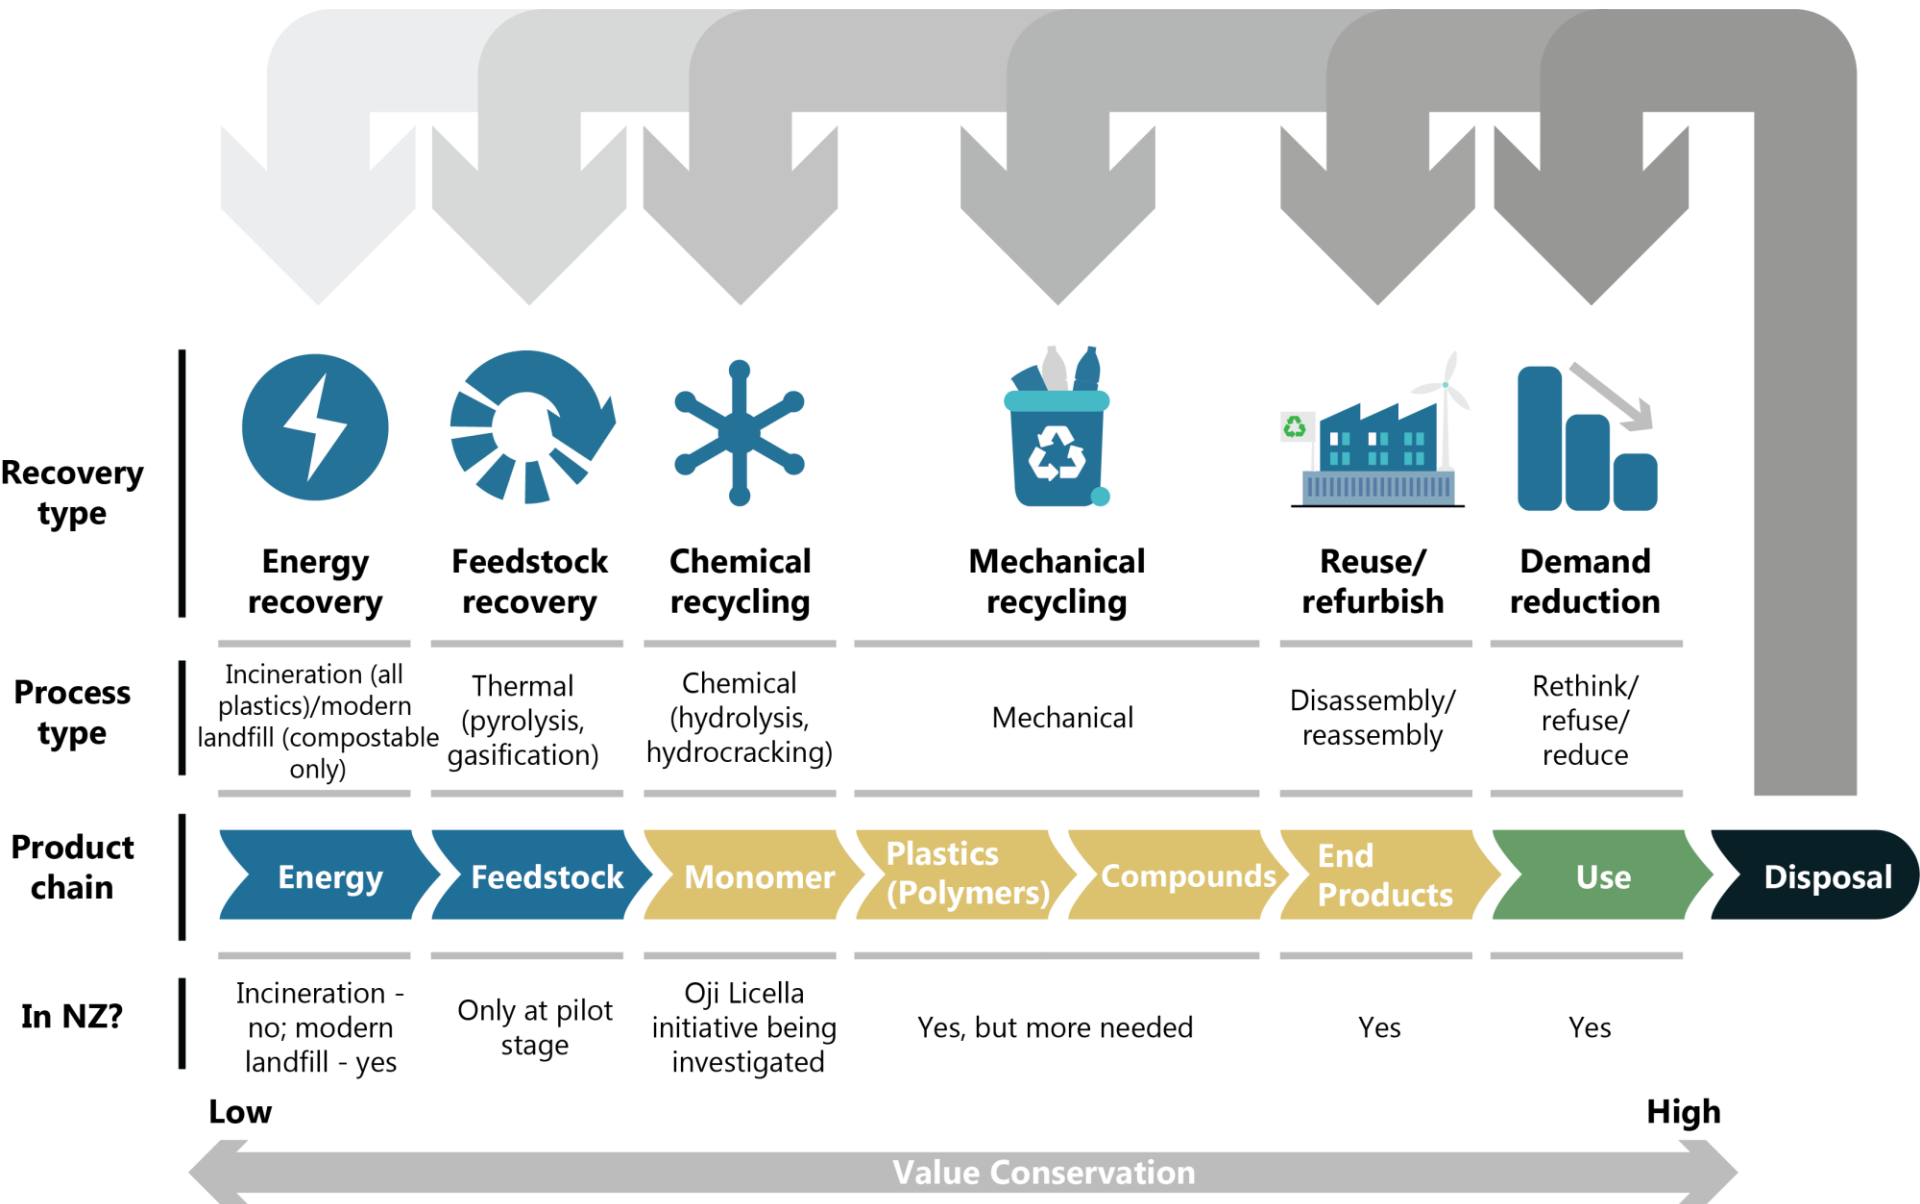 Recovery
type
Energy
recovery
Feedstock
recovery
Chemical
recycling
Mechanical
recycling
Reuse/
refurbish
Demand
reduction
Process
type
Incineration (all
plastics)/modern
landfill (compostable
only)
Thermal
(pyrolysis,
gasification)
Chemical
(hydrolysis,
hydrocracking)
Mechanical
Disassembly/
reassembly
Rethink/
refuse/
reduce
Product
chain
Energy
Feedstock
Monomer
Plastics
(Polymers)
Compounds
End
Products
Use
Disposal
In NZ?
Incineration -
no; modern
landfill - yes
Only at pilot
stage
Oji Licella
initiative being
investigated
Yes, but more needed
Yes
Yes
Low
High
Value Conservation